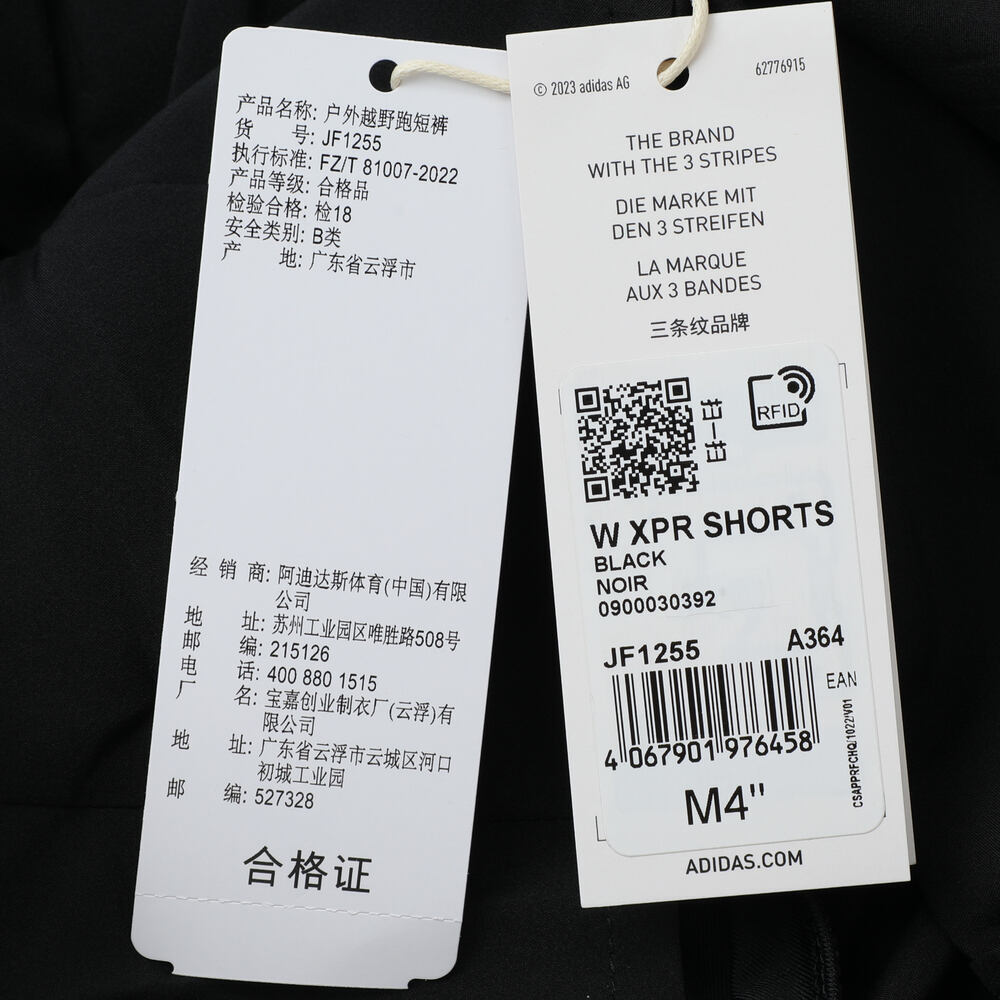 产品名称: 户外越野跑短裤
货 号: JF1255
执行标准: FZ/T 81007-2022
产品等级: 合格品
检验合格: 检18
安全类别: B类
产 地: 广东省云浮市
经 销 商: 阿迪达斯体育(中国)有限
公司
地 址: 苏州工业园区唯胜路508号
邮 编: 215126
电 话: 400 880 1515
厂 名: 宝嘉创业制衣厂(云浮)有
限公司
地 址: 广东省云浮市云城区河口
初城工业园
邮 编: 527328
合格证
© 2023 adidas AG
62776915
THE BRAND
WITH THE 3 STRIPES
DIE MARKE MIT
DEN 3 STREIFEN
LA MARQUE
AUX 3 BANDES
三条纹品牌
扫一扫
RFID
W XPR SHORTS
BLACK
NOIR
0900030392
JF1255 A364
EAN
4 067901 976458
CSAPPRFCHQ/1022/V01
M4"
ADIDAS.COM